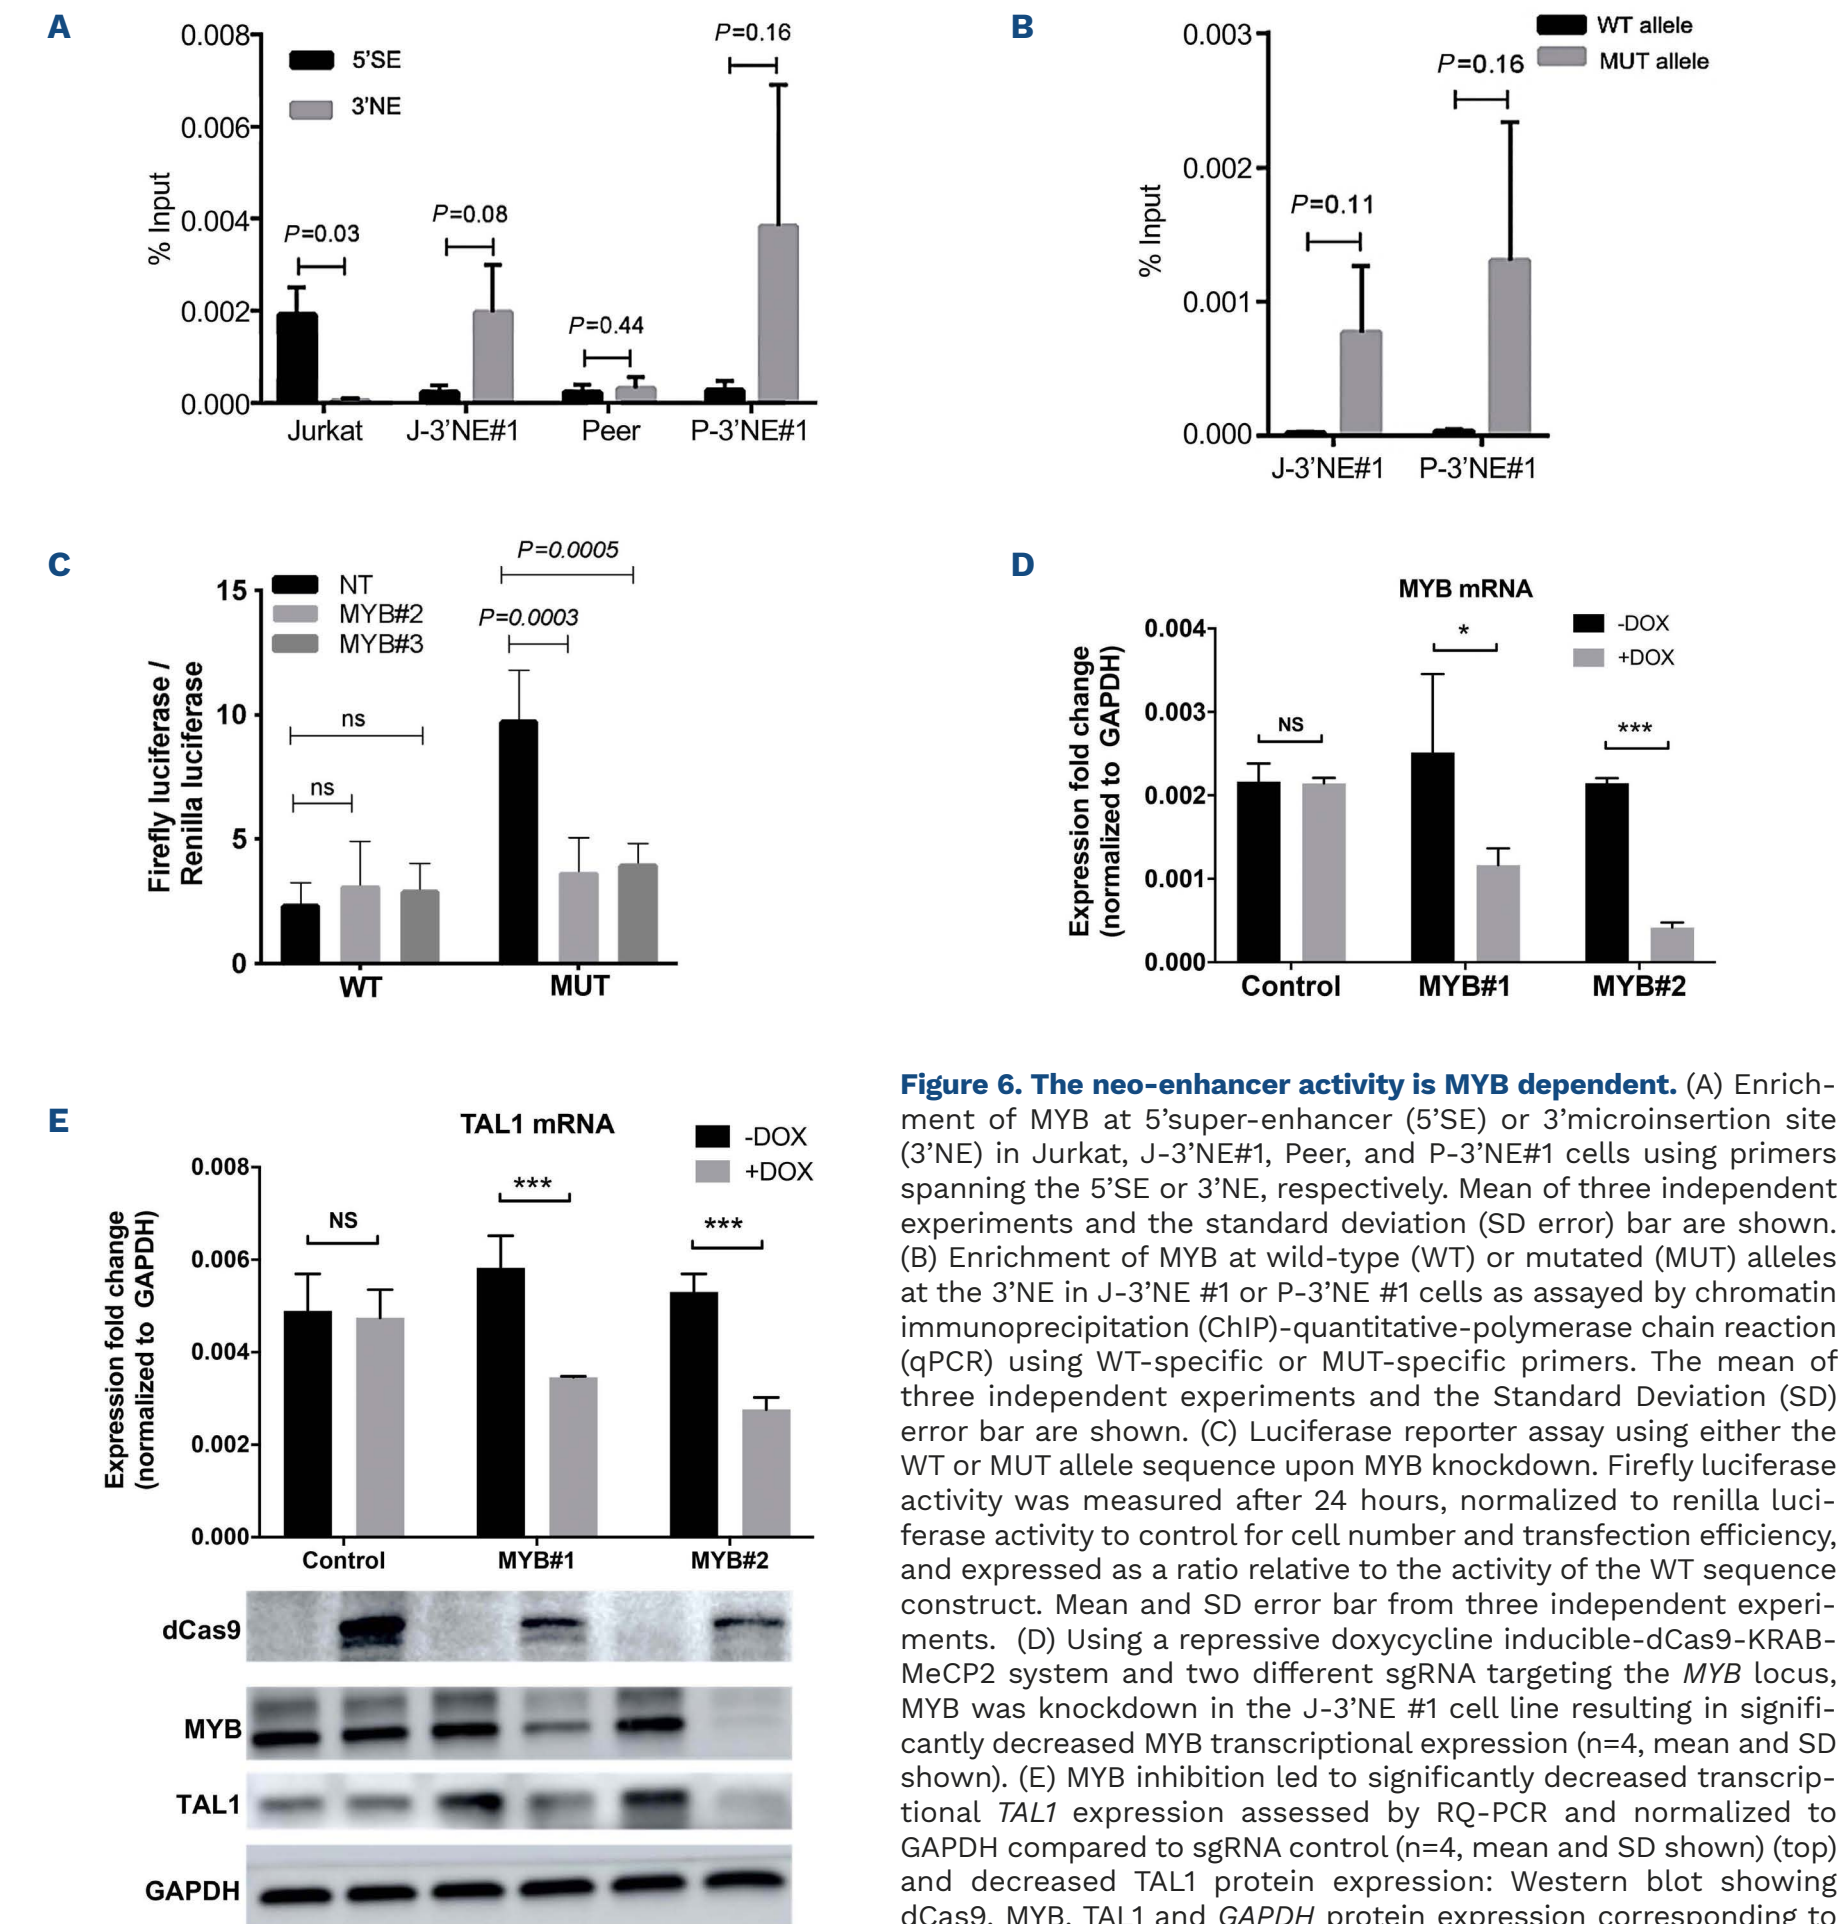 A
0.008
0.006
0.004
0.002
0.000
% Input
5'SE
3'NE
P=0.03
P=0.08
P=0.44
P=0.16
Jurkat J-3'NE#1 Peer P-3'NE#1
B
0.003
0.002
0.001
0.000
% Input
WT allele
MUT allele
P=0.11
P=0.16
J-3'NE#1 P-3'NE#1
C
15
10
5
0
Firefly luciferase /
Renilla luciferase
NT
MYB#2
MYB#3
ns
ns
P=0.0005
P=0.0003
WT MUT
D
MYB mRNA
0.004
0.003
0.002
0.001
0.000
Expression fold change
(normalized to GAPDH)
-DOX
+DOX
NS
*
***
Control MYB#1 MYB#2
E
TAL1 mRNA
0.008
0.006
0.004
0.002
0.000
Expression fold change
(normalized to GAPDH)
-DOX
+DOX
NS
***
***
Control MYB#1 MYB#2
dCas9
MYB
TAL1
GAPDH
Figure 6. The neo-enhancer activity is MYB dependent. (A) Enrich-
ment of MYB at 5'super-enhancer (5'SE) or 3'microinsertion site
(3'NE) in Jurkat, J-3'NE#1, Peer, and P-3'NE#1 cells using primers
spanning the 5'SE or 3'NE, respectively. Mean of three independent
experiments and the standard deviation (SD error) bar are shown.
(B) Enrichment of MYB at wild-type (WT) or mutated (MUT) alleles
at the 3'NE in J-3'NE #1 or P-3'NE #1 cells as assayed by chromatin
immunoprecipitation (ChIP)-quantitative-polymerase chain reaction
(qPCR) using WT-specific or MUT-specific primers. The mean of
three independent experiments and the Standard Deviation (SD)
error bar are shown. (C) Luciferase reporter assay using either the
WT or MUT allele sequence upon MYB knockdown. Firefly luciferase
activity was measured after 24 hours, normalized to renilla luci-
ferase activity to control for cell number and transfection efficiency,
and expressed as a ratio relative to the activity of the WT sequence
construct. Mean and SD error bar from three independent experi-
ments. (D) Using a repressive doxycycline inducible-dCas9-KRAB-
MeCP2 system and two different sgRNA targeting the MYB locus,
MYB was knockdown in the J-3'NE #1 cell line resulting in signifi-
cantly decreased MYB transcriptional expression (n=4, mean and SD
shown). (E) MYB inhibition led to significantly decreased transcrip-
tional TAL1 expression assessed by RQ-PCR and normalized to
GAPDH compared to sgRNA control (n=4, mean and SD shown) (top)
and decreased TAL1 protein expression: Western blot showing
dCas9, MYB, TAL1 and GAPDH protein expression corresponding to